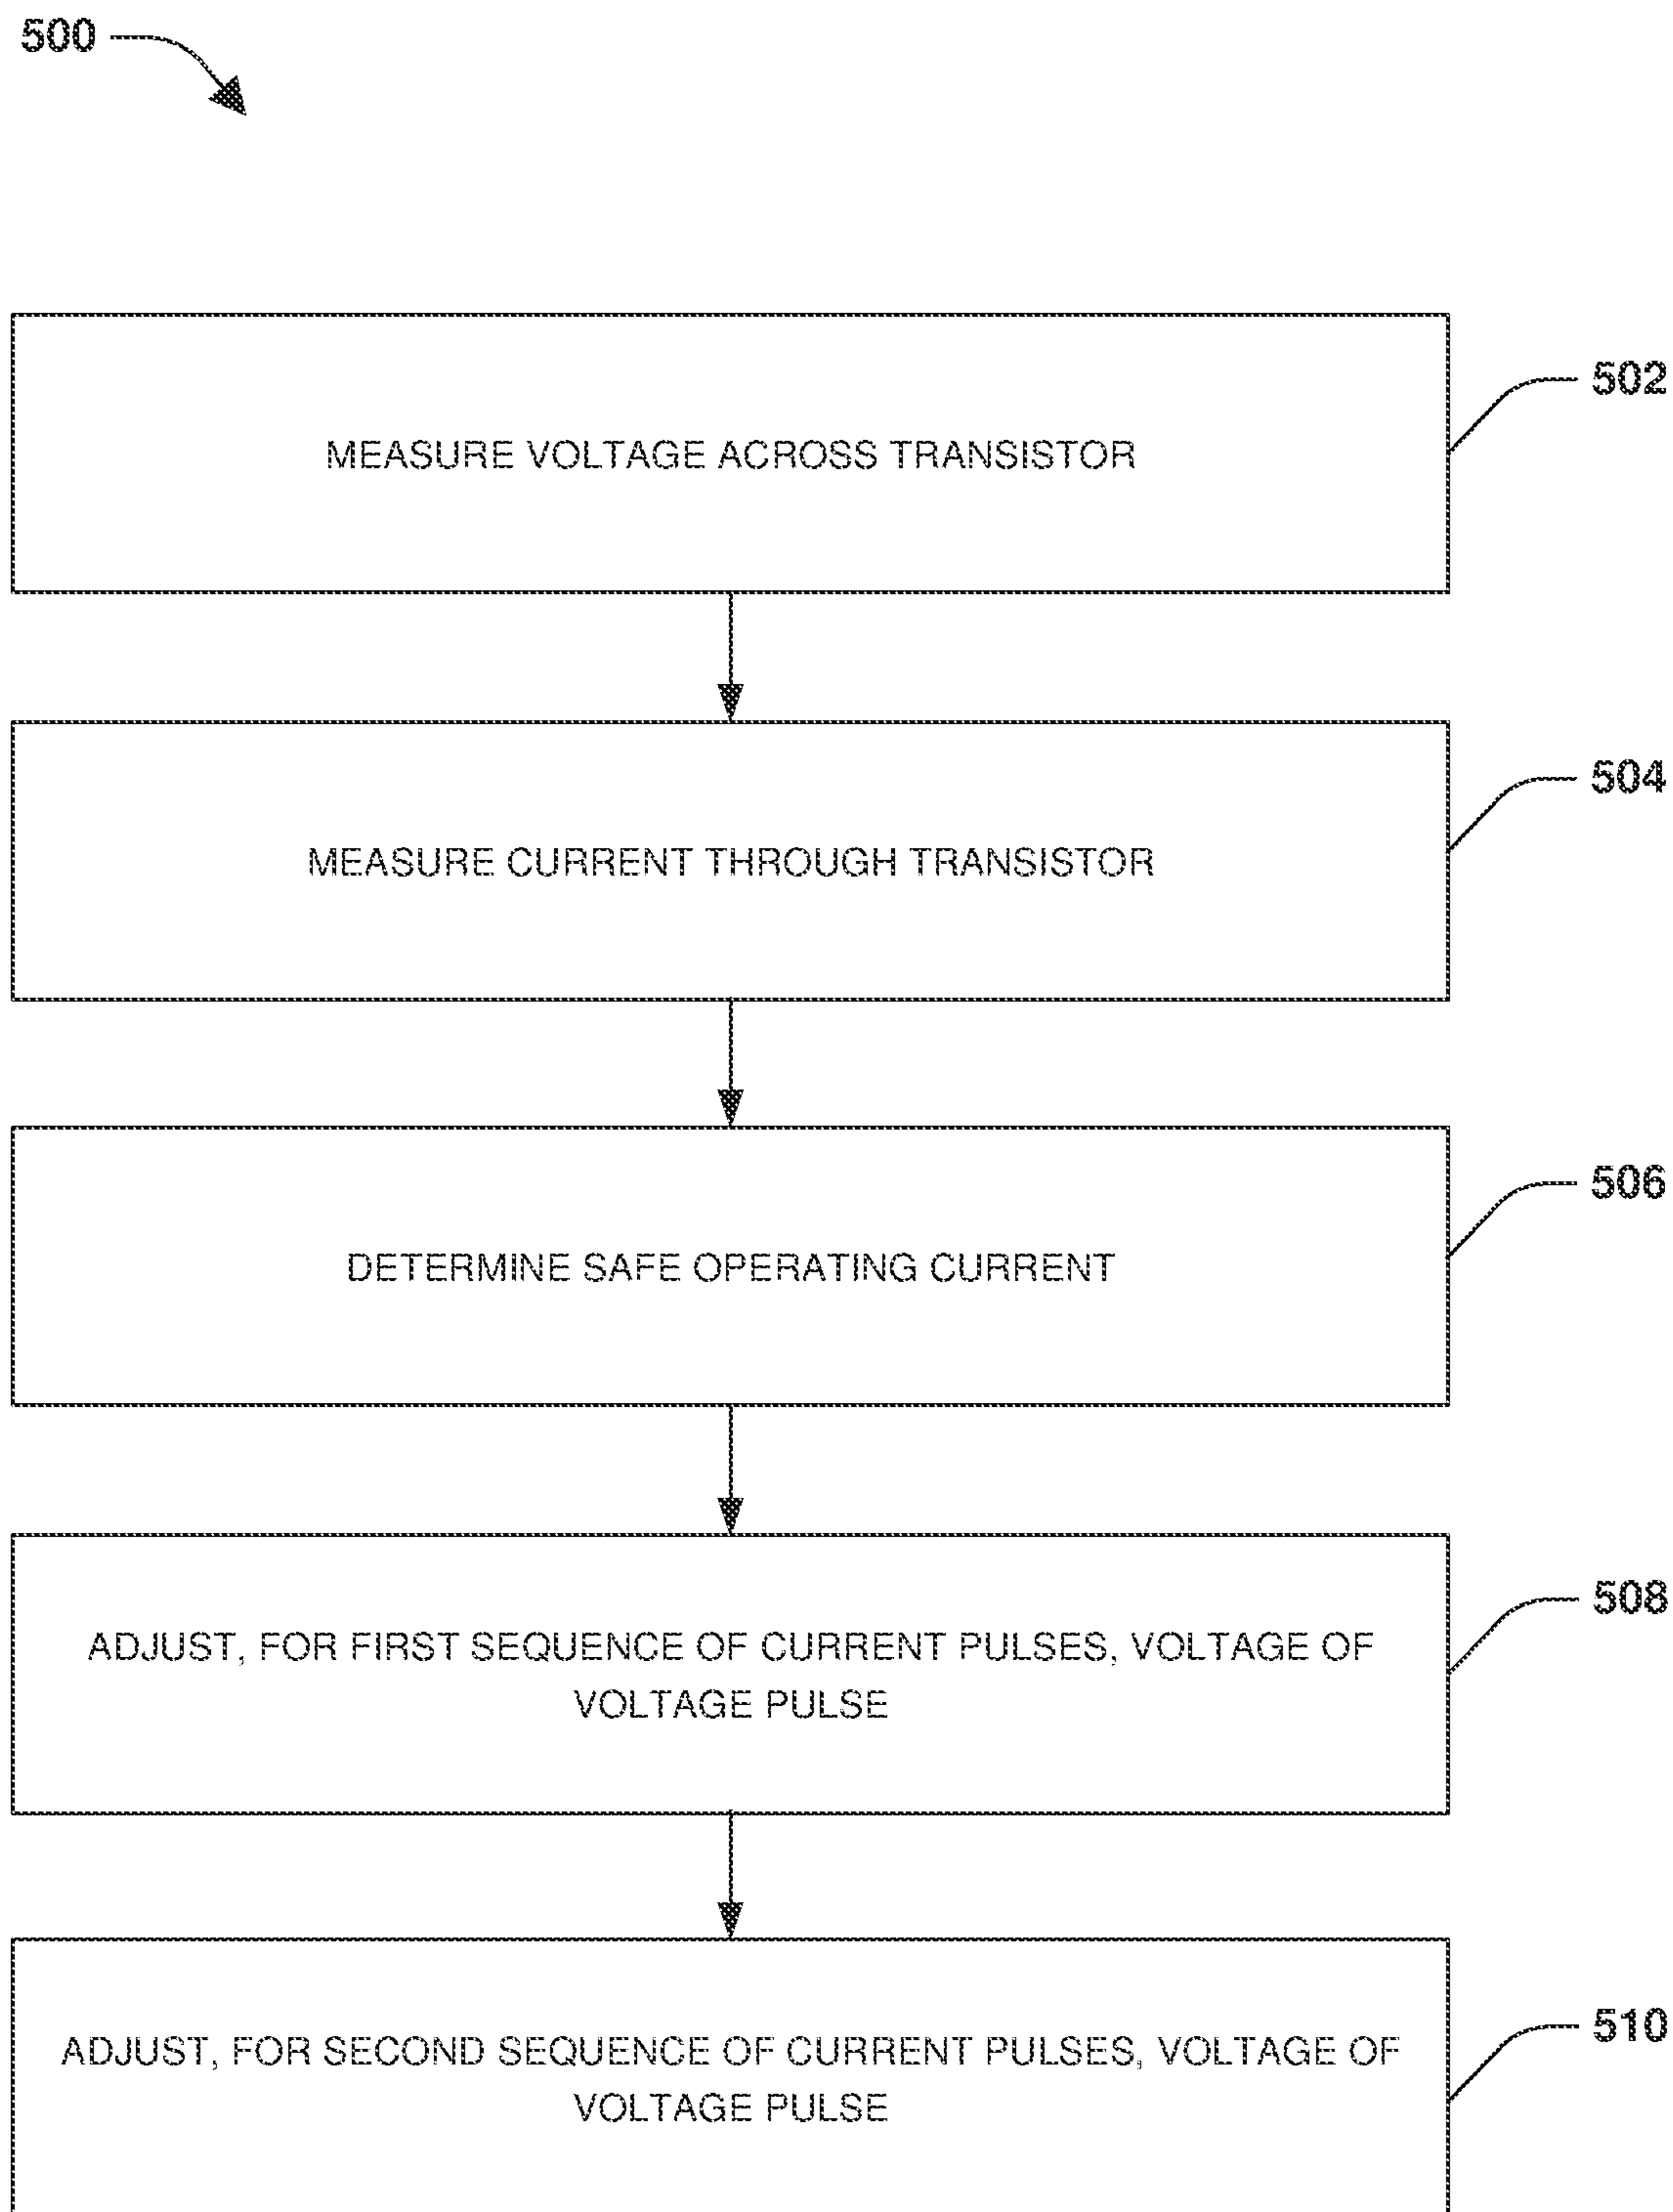 500
MEASURE VOLTAGE ACROSS TRANSISTOR
502
MEASURE CURRENT THROUGH TRANSISTOR
504
DETERMINE SAFE OPERATING CURRENT
506
ADJUST, FOR FIRST SEQUENCE OF CURRENT PULSES, VOLTAGE OF
VOLTAGE PULSE
508
ADJUST, FOR SECOND SEQUENCE OF CURRENT PULSES, VOLTAGE OF
VOLTAGE PULSE
510